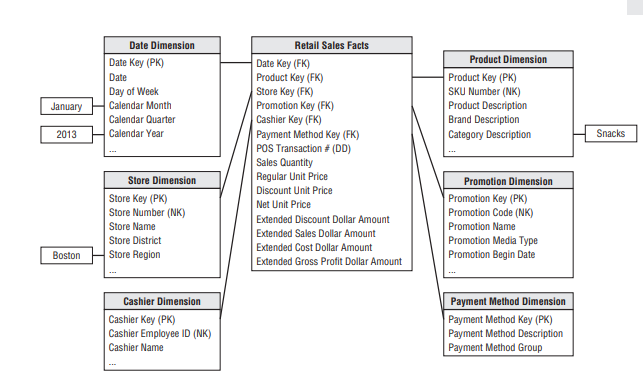 Date Dimension
Date Key (PK)
Date
Day of Week
Calendar Month
Calendar Quarter
Calendar Year
...
January
2013
Store Dimension
Store Key (PK)
Store Number (NK)
Store Name
Store District
Store Region
...
Boston
Cashier Dimension
Cashier Key (PK)
Cashier Employee ID (NK)
Cashier Name
...
Retail Sales Facts
Date Key (FK)
Product Key (FK)
Store Key (FK)
Promotion Key (FK)
Cashier Key (FK)
Payment Method Key (FK)
POS Transaction # (DD)
Sales Quantity
Regular Unit Price
Discount Unit Price
Net Unit Price
Extended Discount Dollar Amount
Extended Sales Dollar Amount
Extended Cost Dollar Amount
Extended Gross Profit Dollar Amount
Product Dimension
Product Key (PK)
SKU Number (NK)
Product Description
Brand Description
Category Description
...
Snacks
Promotion Dimension
Promotion Key (PK)
Promotion Code (NK)
Promotion Name
Promotion Media Type
Promotion Begin Date
...
Payment Method Dimension
Payment Method Key (PK)
Payment Method Description
Payment Method Group